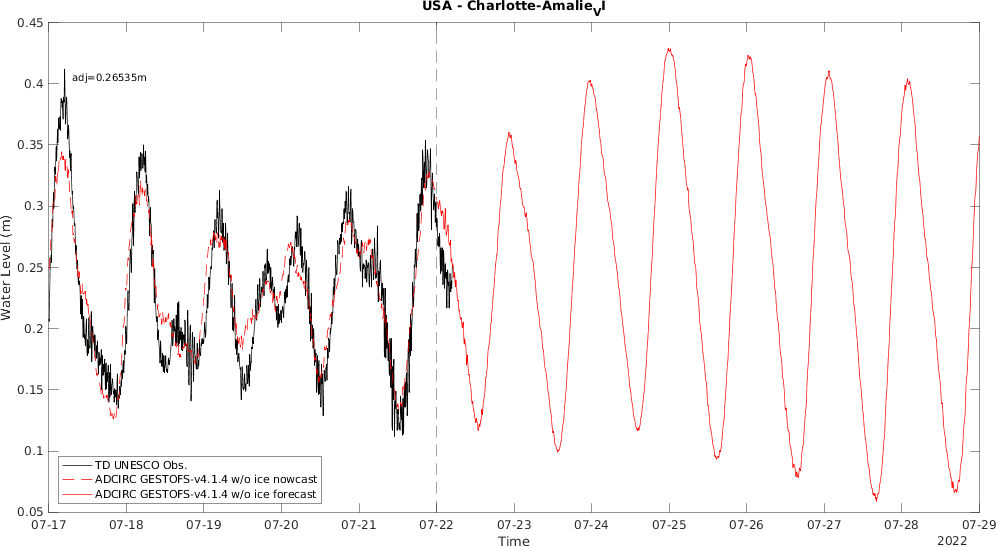 USA - Charlotte-AmalieVI
0.45
0.4
0.35
0.3
0.25
0.2
0.15
0.1
0.05
Water Level (m)
adj=0.26535m
TD UNESCO Obs.
ADCIRC GESTOFS-v4.1.4 w/o ice nowcast
ADCIRC GESTOFS-v4.1.4 w/o ice forecast
07-17 07-18 07-19 07-20 07-21 07-22 07-23 07-24 07-25 07-26 07-27 07-28 07-29
Time
2022